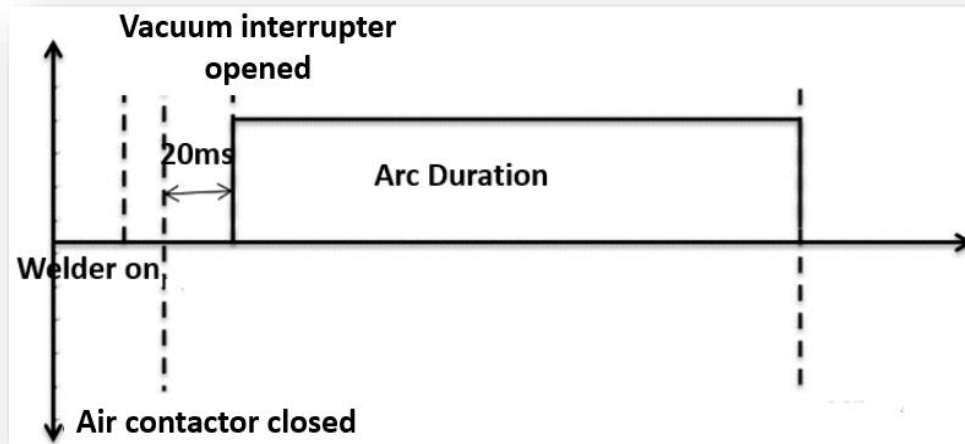 Vacuum interrupter
opened
20ms
Arc Duration
Welder on,
Air contactor closed